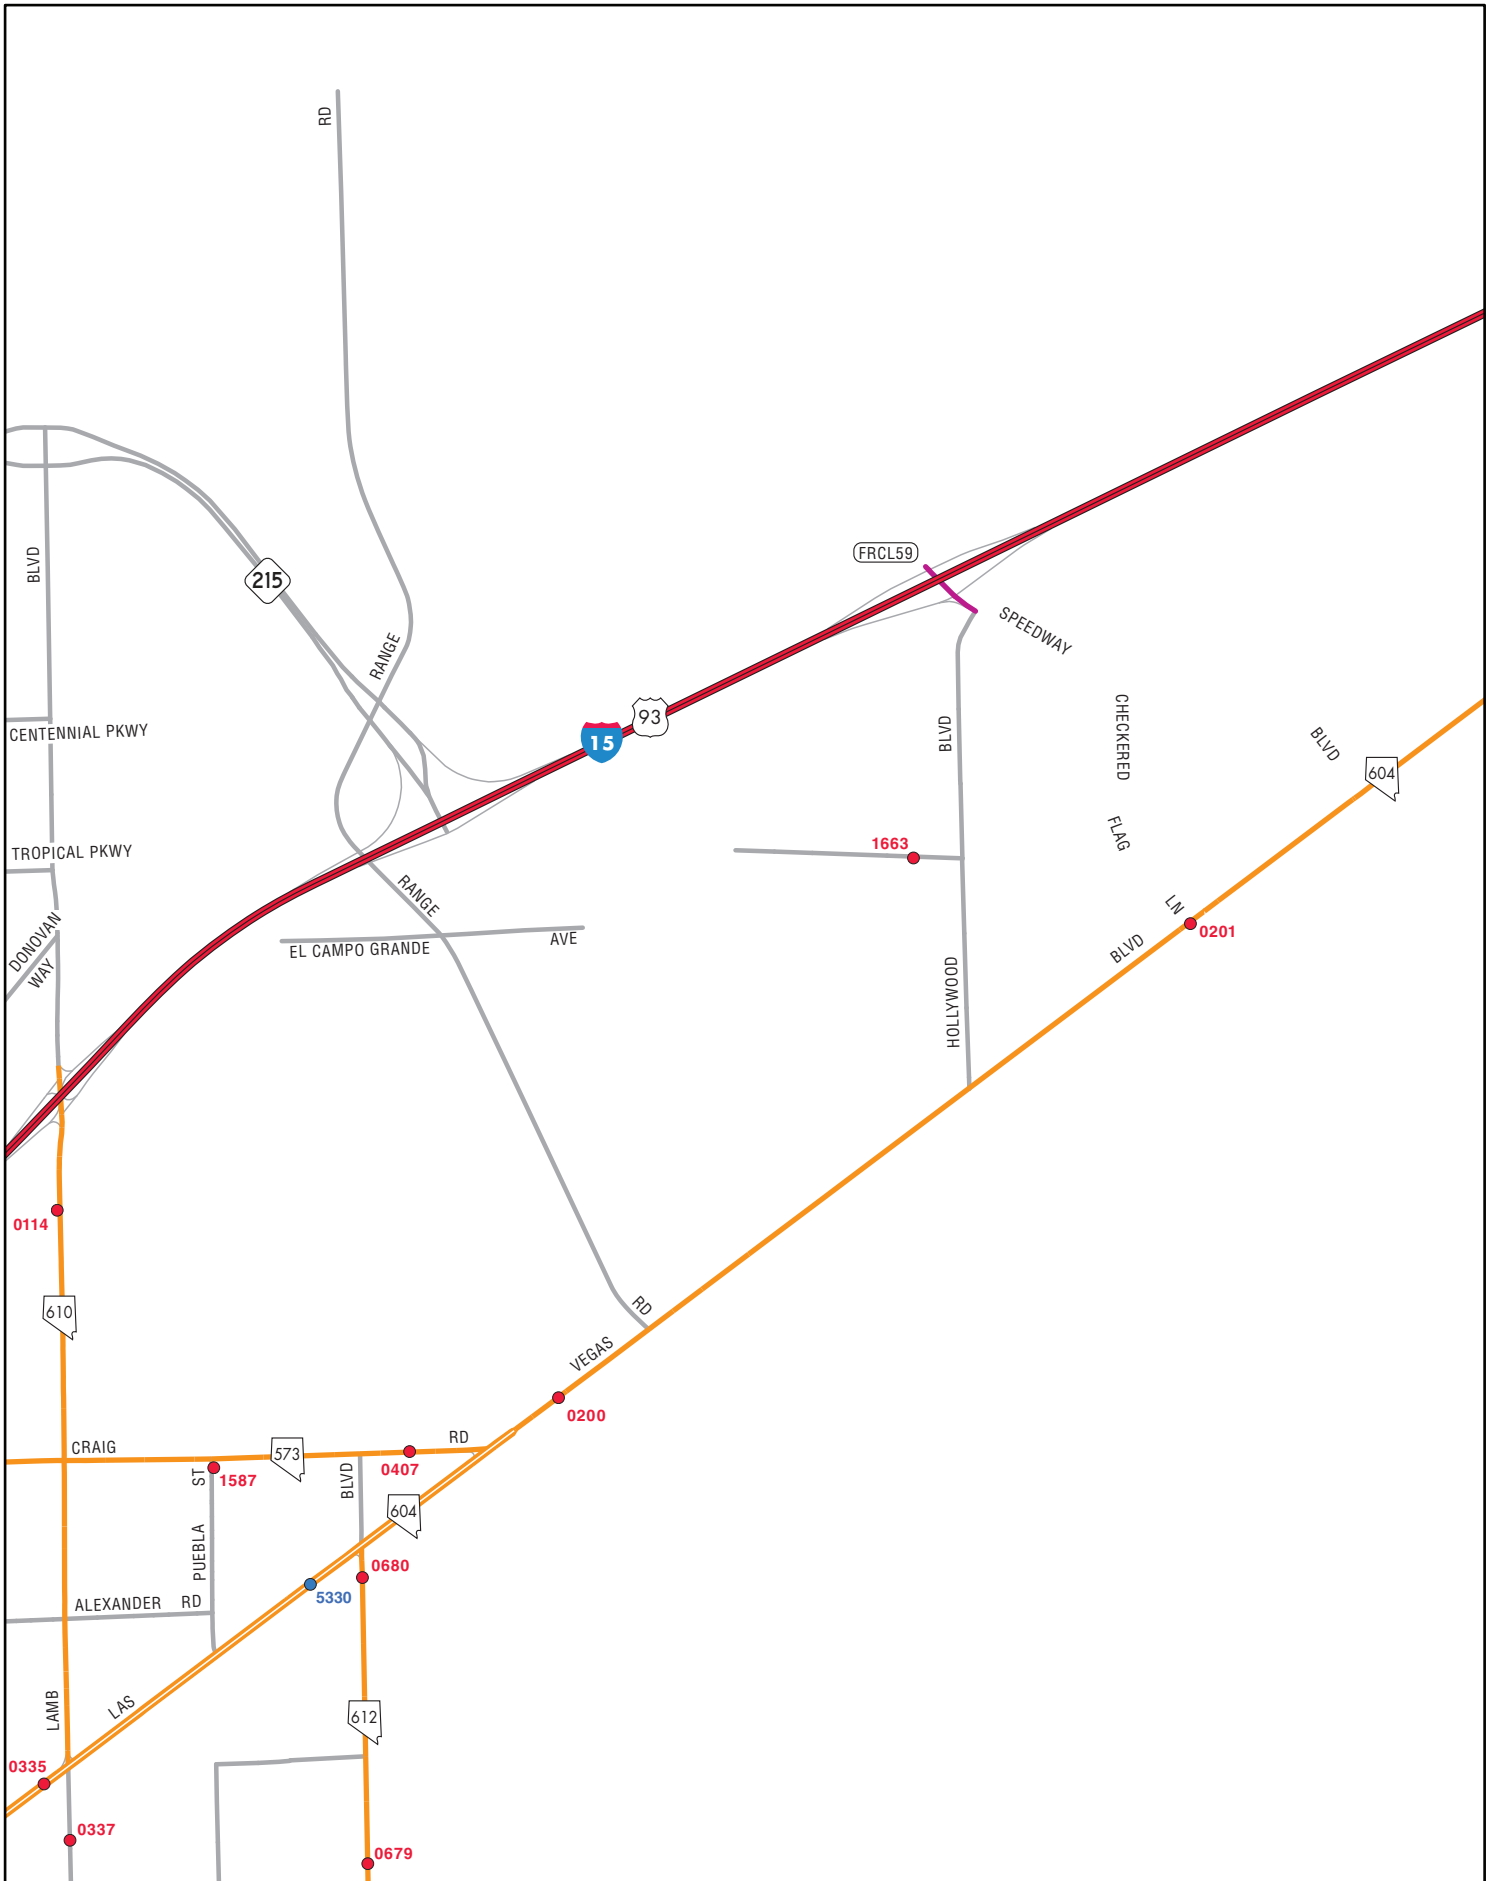 RD
BLVD
FRCL59
215
SPEEDWAY
RANGE
CHECKERED
93
CENTENNIAL PKWY
15
BLVD
BLVD
604
FLAG
1663
TROPICAL PKWY
RANGE
LN
0201
DONOVAN
WAY
EL CAMPO GRANDE
AVE
BLVD
HOLLYWOOD
0114
610
RD
VEGAS
0200
CRAIG
573
RD
0407
ST
1587
BLVD
604
PUEBLA
0680
5330
ALEXANDER RD
LAMB
LAS
612
0335
0337
0679